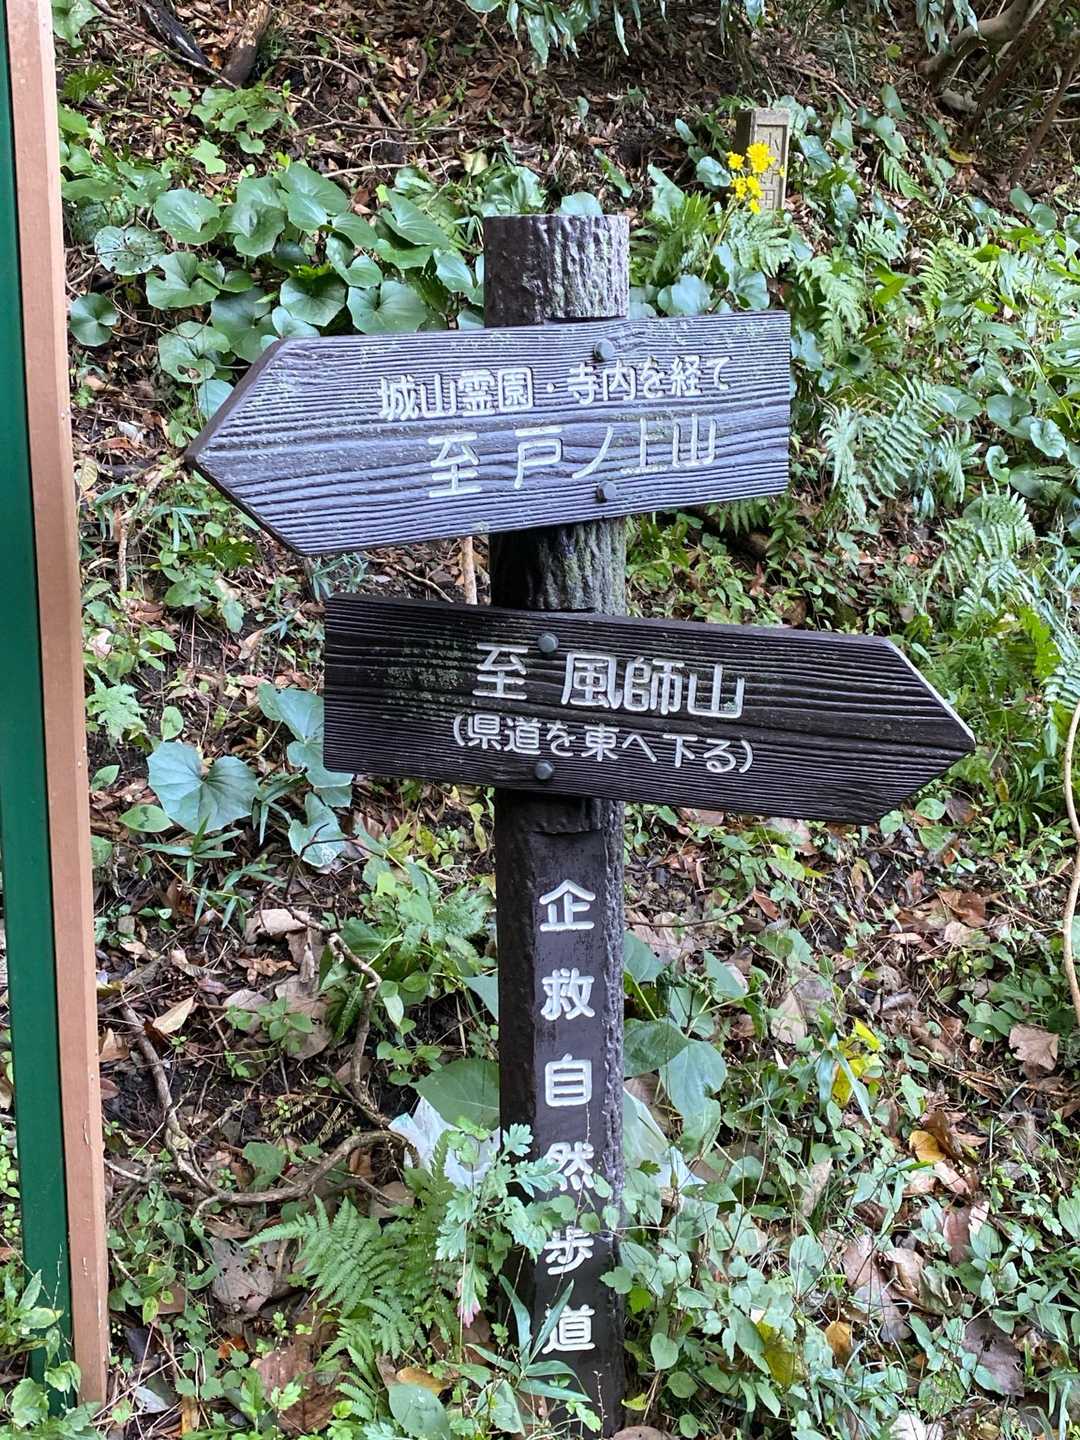 城山霊園・寺内を経て
至 戸ノ上山
至 風師山
(県道を東へ下る)
企救自然歩道